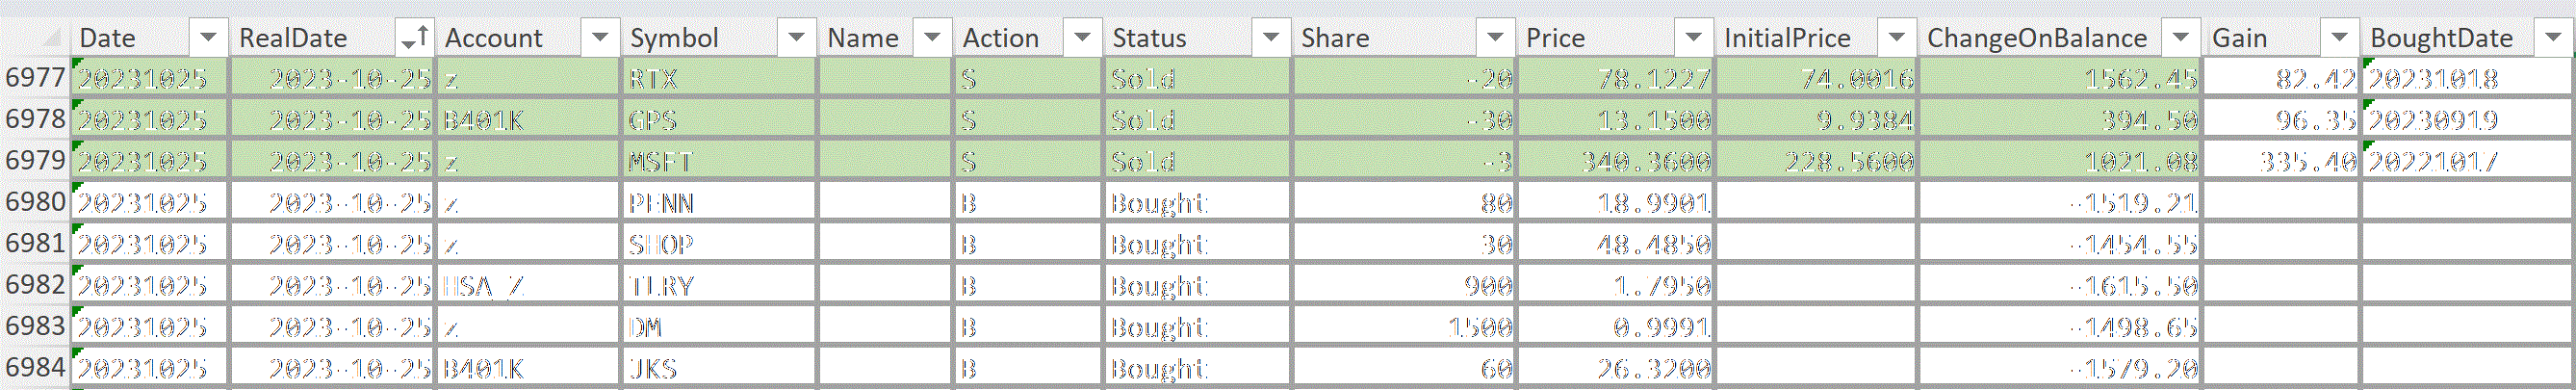 Date RealDate Account Symbol Name Action Status Share Price InitialPrice ChangeOnBalance Gain BoughtDate
6977 20231025 2023-10-25 z RTX S Sold -20 78.1227 74.0016 1562.45 82.42 20231018
6978 20231025 2023-10-25 B401K GPS S Sold -30 13.1500 9.9384 394.50 96.35 20230919
6979 20231025 2023-10-25 z MSFT S Sold -3 340.3600 228.5600 1021.08 335.40 20221017
6980 20231025 2023-10-25 z PENN B Bought 80 18.9901 -1519.21
6981 20231025 2023-10-25 z SHOP B Bought 30 48.4850 -1454.55
6982 20231025 2023-10-25 HSA_Z TLRY B Bought 900 1.7950 -1615.50
6983 20231025 2023-10-25 z DM B Bought 1500 0.9991 -1498.65
6984 20231025 2023-10-25 B401K JKS B Bought 60 26.3200 -1579.20